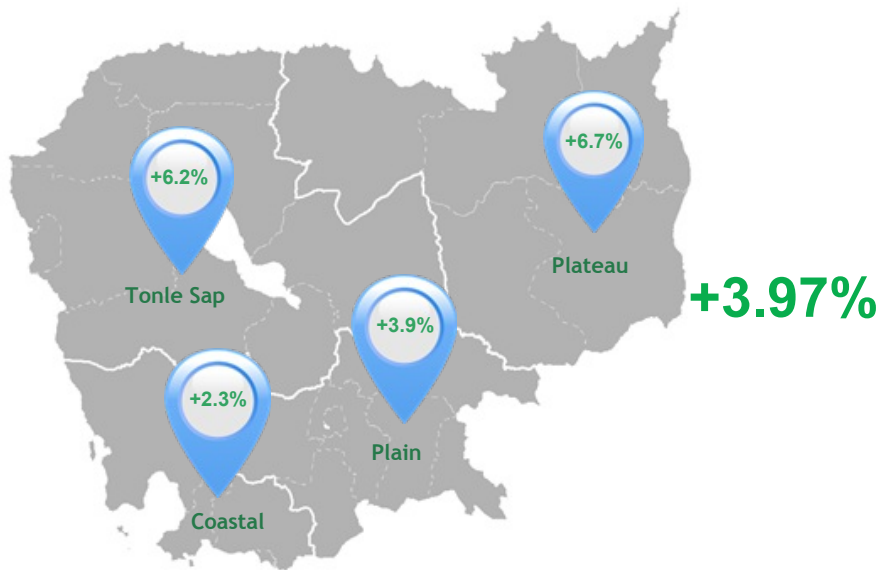 +6.7%
Plateau
+6.2%
Tonle Sap
+3.97%
+3.9%
Plain
+2.3%
Coastal